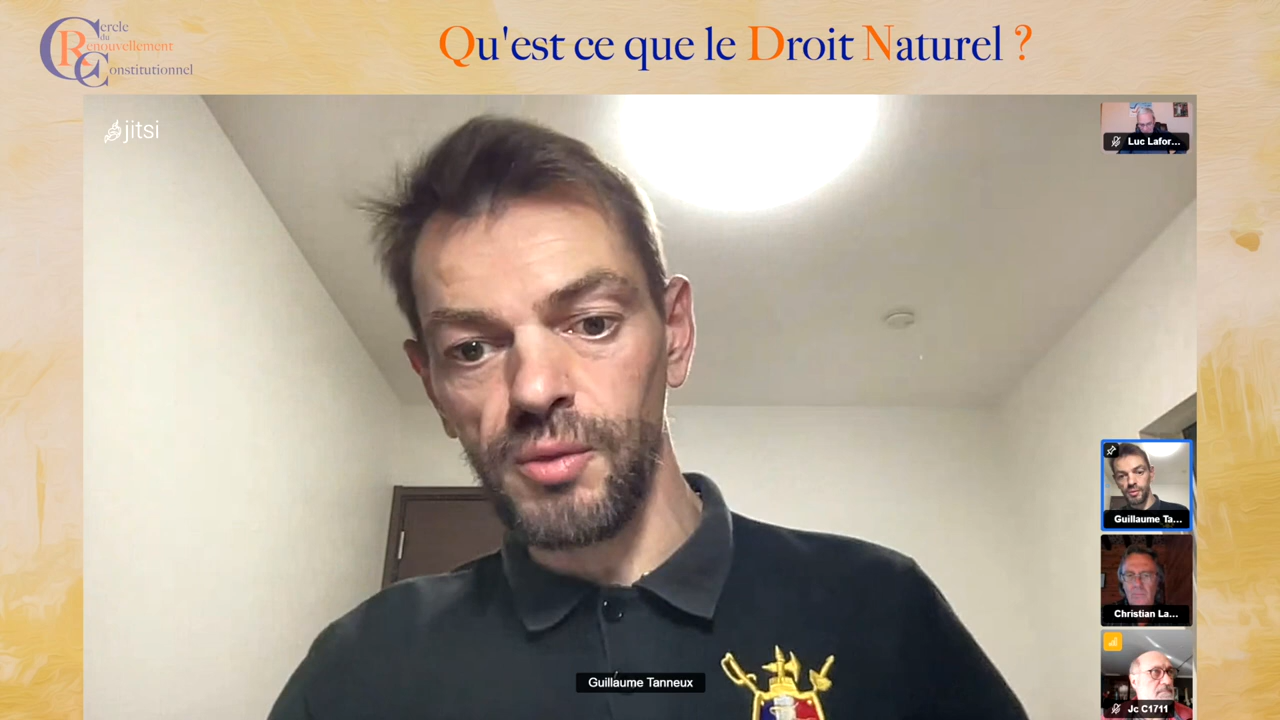 Cercle
du
Renouvellement
Constitutionnel
Qu'est ce que le Droit Naturel ?
jitsi
Luc Lafor...
Guillaume Ta...
Christian La...
Jc C1711
Guillaume Tanneux